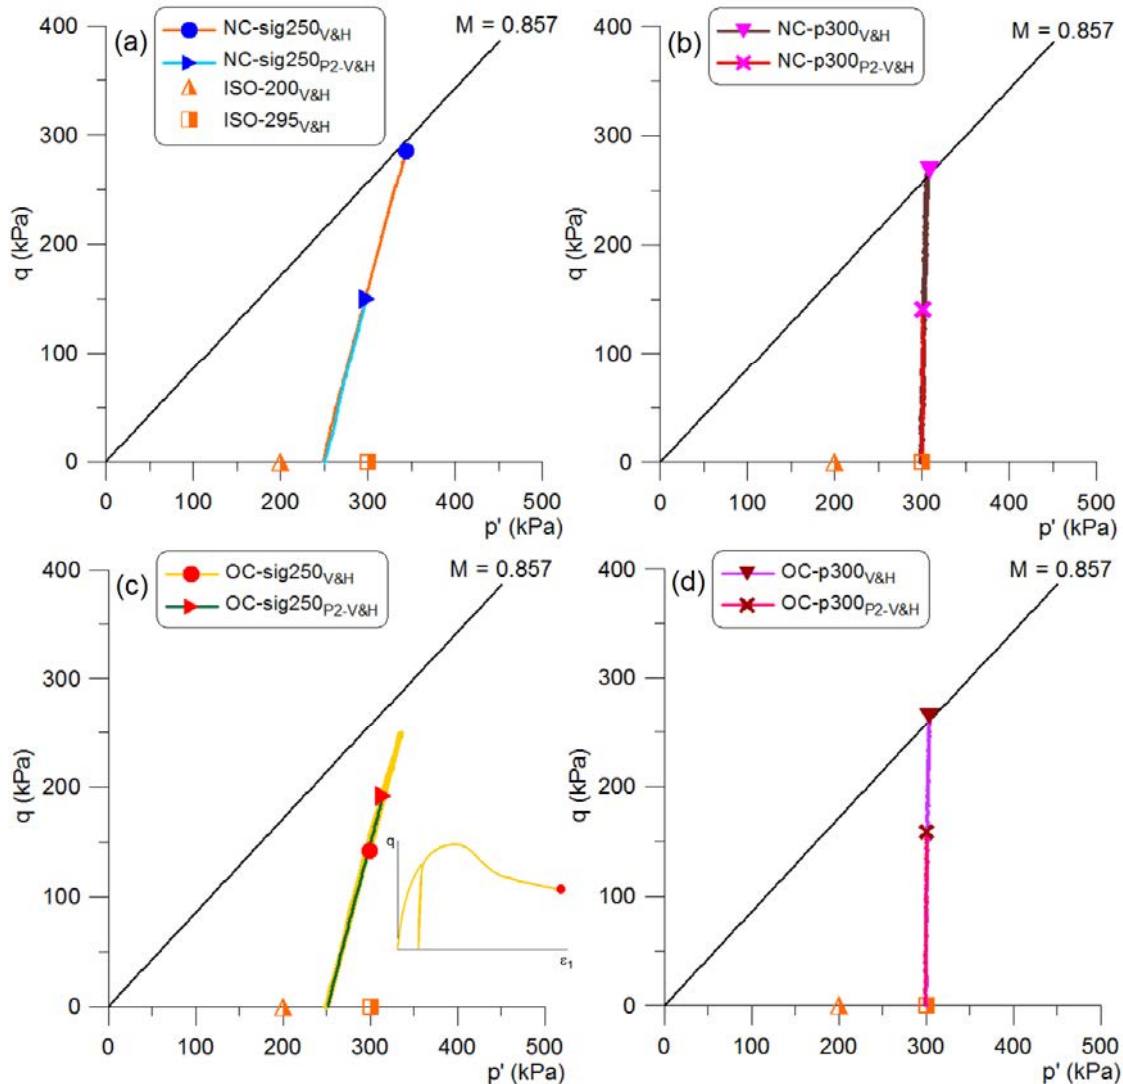 (a)
NC-sig250V&H
NC-sig250P2-V&H
ISO-200V&H
ISO-295V&H
M = 0.857
400
300
200
100
0
q (kPa)
0 100 200 300 400 500
p' (kPa)
(b)
NC-p300V&H
NC-p300P2-V&H
M = 0.857
400
300
200
100
0
q (kPa)
0 100 200 300 400 500
p' (kPa)
(c)
OC-sig250V&H
OC-sig250P2-V&H
M = 0.857
400
300
200
100
0
q (kPa)
q
ε1
0 100 200 300 400 500
p' (kPa)
(d)
OC-p300V&H
OC-p300P2-V&H
M = 0.857
400
300
200
100
0
q (kPa)
0 100 200 300 400 500
p' (kPa)